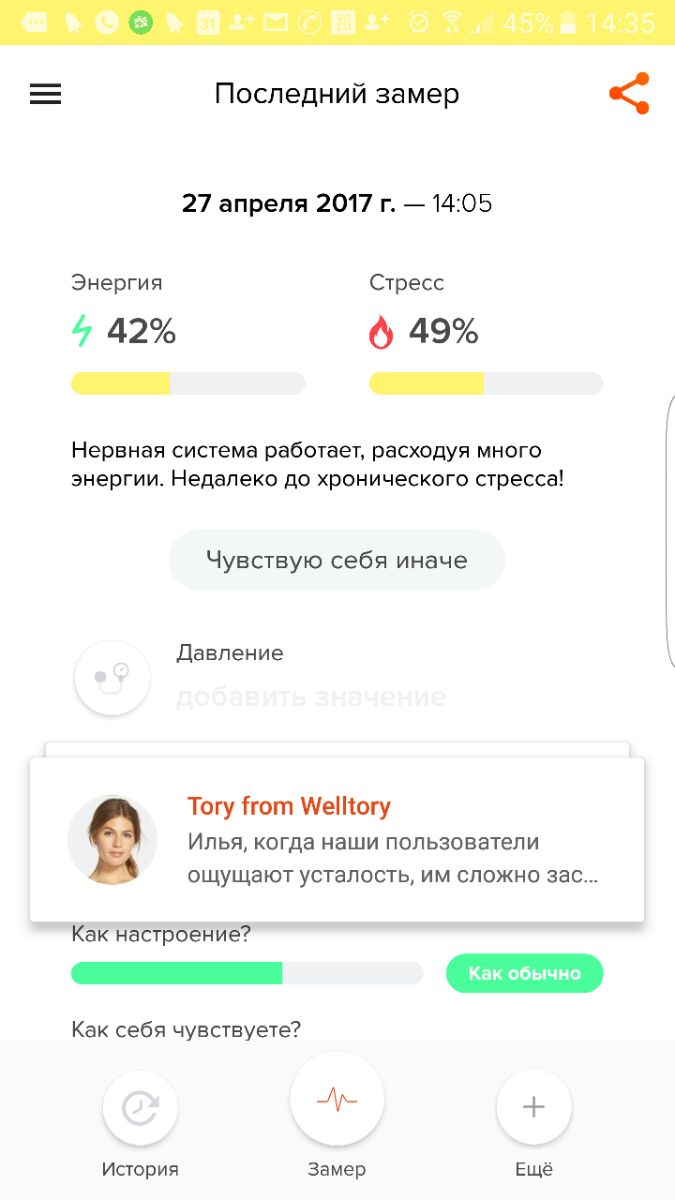 31
45% 14:35
Последний замер
27 апреля 2017 г. — 14:05
Энергия Стресс
42% 49%
Нервная система работает, расходуя много
энергии. Недалеко до хронического стресса!
Чувствую себя иначе
Давление
добавить значение
Tory from Welltory
Илья, когда наши пользователи
ощущают усталость, им сложно зас...
Как настроение?
Как обычно
Как себя чувствуете?
История Замер Ещё